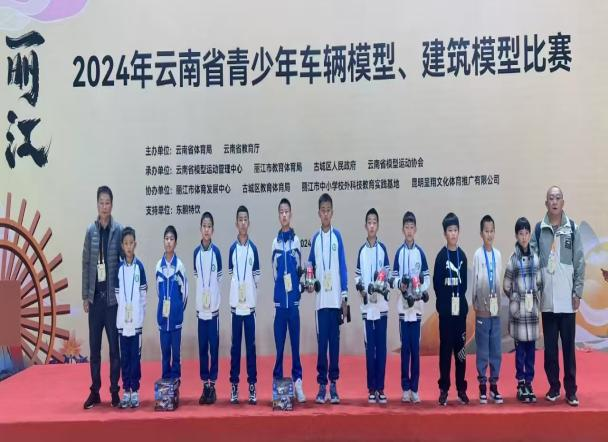 丽江
2024年云南省青少年车辆模型、建筑模型比赛
主办单位：云南省体育局 云南省教育厅
承办单位：云南省模型运动管理中心 丽江市教育体育局 古城区人民政府 云南省模型运动协会
协办单位：丽江市体育发展中心 古城区教育体育局 丽江市中小学校外科技教育实践基地 昆明星翔文化体育推广有限公司
支持单位：东鹏特饮
2024